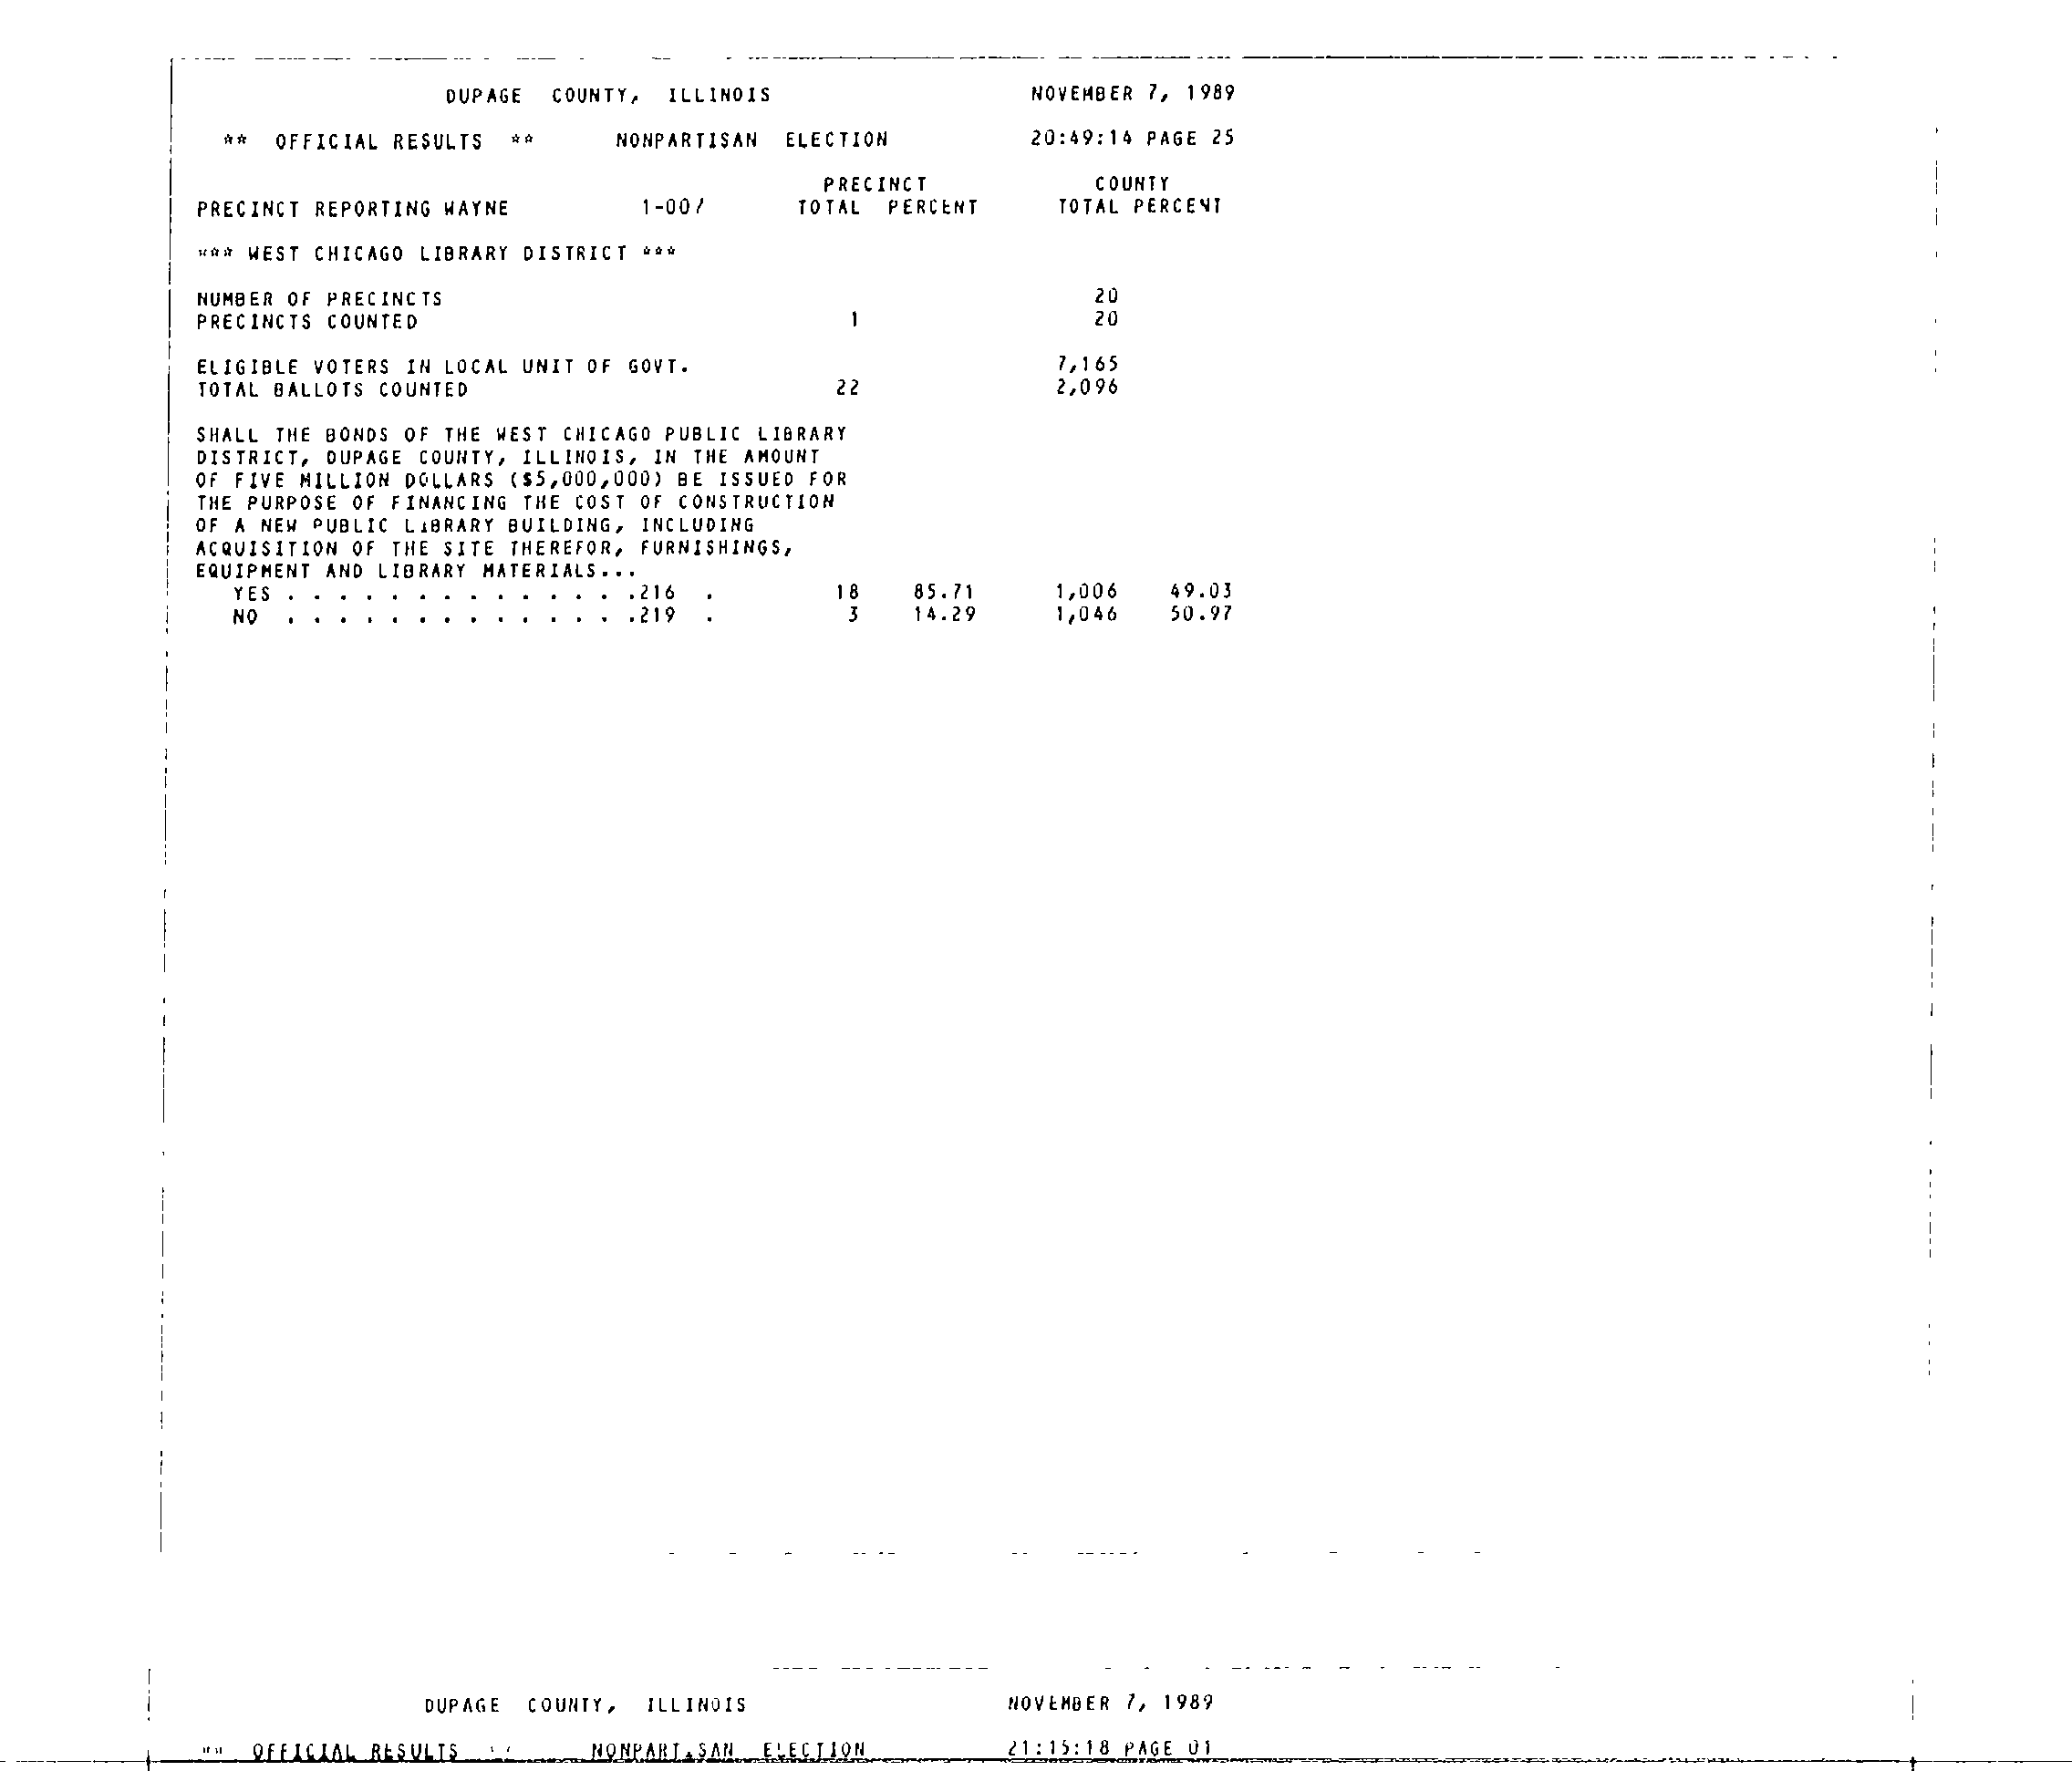 DUPAGE COUNTY, ILLINOIS NOVEMBER 7, 1989
** OFFICIAL RESULTS ** NONPARTISAN ELECTION 20:49:14 PAGE 25
PRECINCT COUNTY
PRECINCT REPORTING WAYNE 1-007 TOTAL PERCENT TOTAL PERCENT
*** WEST CHICAGO LIBRARY DISTRICT ***
NUMBER OF PRECINCTS 20
PRECINCTS COUNTED 1 20
ELIGIBLE VOTERS IN LOCAL UNIT OF GOVT. 7,165
TOTAL BALLOTS COUNTED 22 2,096
SHALL THE BONDS OF THE WEST CHICAGO PUBLIC LIBRARY
DISTRICT, DUPAGE COUNTY, ILLINOIS, IN THE AMOUNT
OF FIVE MILLION DOLLARS ($5,000,000) BE ISSUED FOR
THE PURPOSE OF FINANCING THE COST OF CONSTRUCTION
OF A NEW PUBLIC LIBRARY BUILDING, INCLUDING
ACQUISITION OF THE SITE THEREFOR, FURNISHINGS,
EQUIPMENT AND LIBRARY MATERIALS...
YES . . . . . . . . . . . . . .216 . 18 85.71 1,006 49.03
NO . . . . . . . . . . . . . .219 . 3 14.29 1,046 50.97
DUPAGE COUNTY, ILLINOIS NOVEMBER 7, 1989
** OFFICIAL RESULTS ** NONPARTISAN ELECTION 21:15:18 PAGE 01